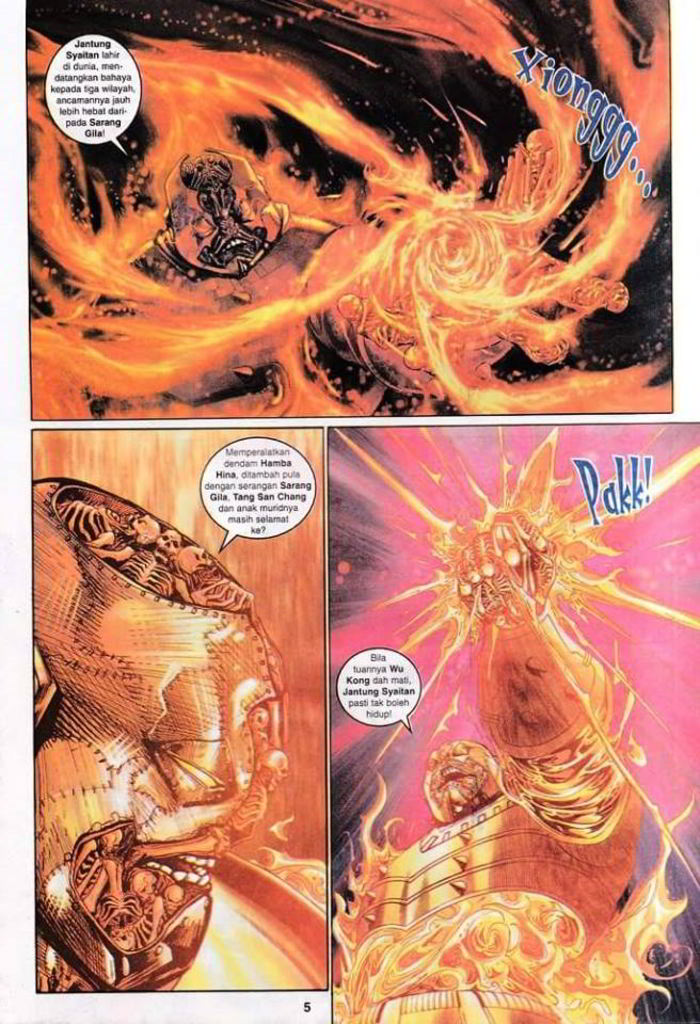 Jantung
Syaitan lahir
di dunia, men-
datangkan bahaya
kepada tiga wilayah,
ancamannya jauh
lebih hebat dari-
pada Sarang
Gila!
Xiongggg...
Memperalatkan
dendam Hamba
Hina, ditambah pula
dengan serangan Sarang
Gila, Tang San Chang
dan anak muridnya
masih selamat
ke?
Pakk!
Bila
tuannya Wu
Kong dah mati,
Jantung Syaitan
pasti tak boleh
hidup!
5